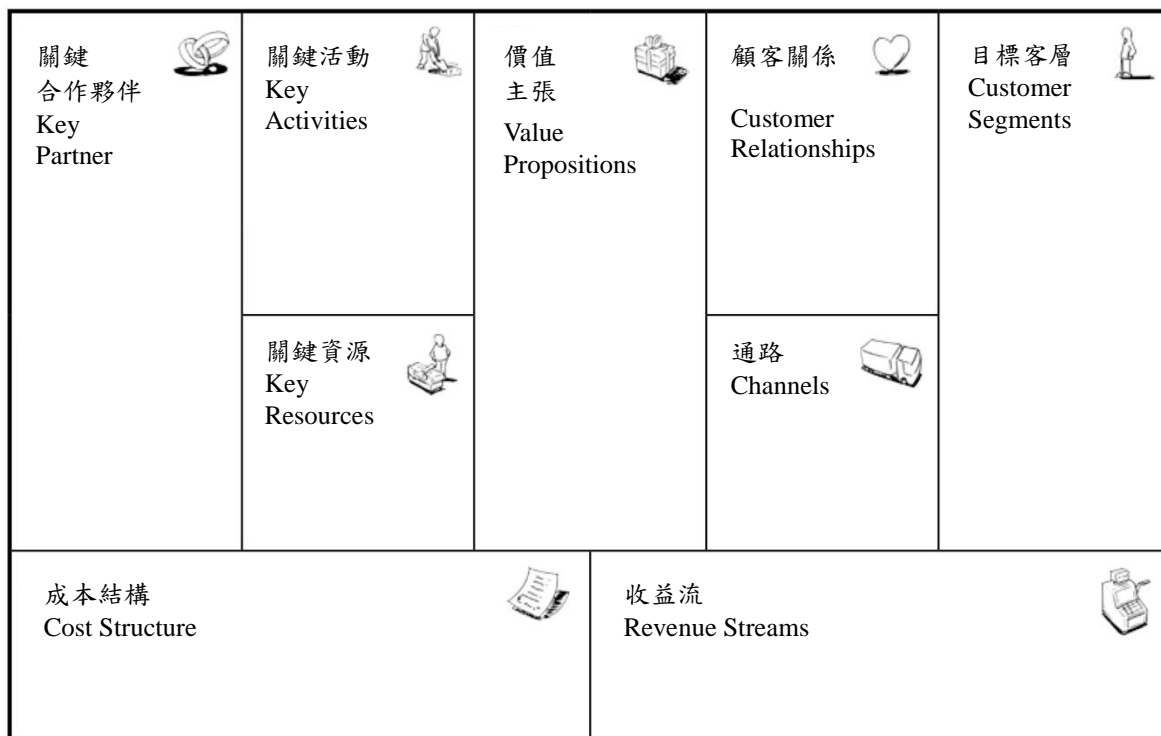 關鍵
合作夥伴
Key
Partner
關鍵活動
Key
Activities
關鍵資源
Key
Resources
價值
主張
Value
Propositions
顧客關係
Customer
Relationships
通路
Channels
目標客層
Customer
Segments
成本結構
Cost Structure
收益流
Revenue Streams